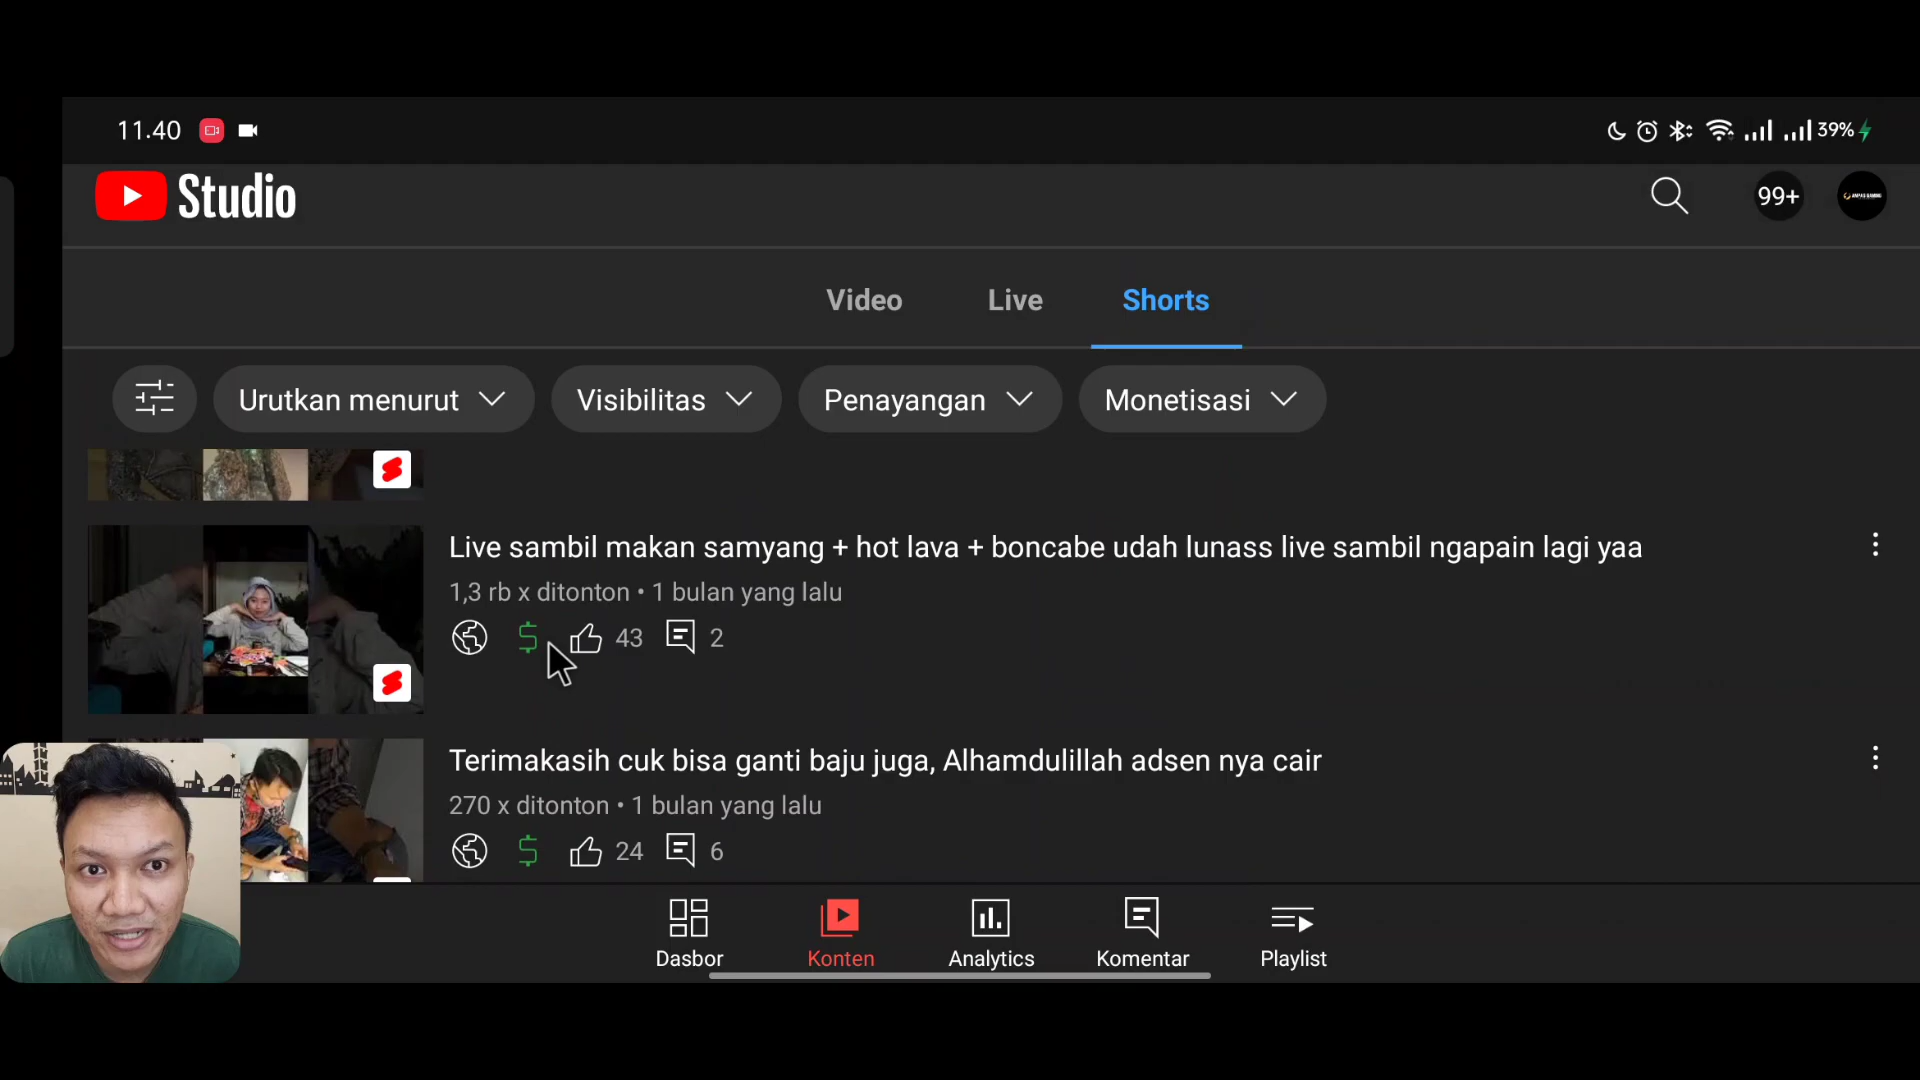 11.40
39%
Studio
99+
Video Live Shorts
Urutkan menurut Visibilitas Penayangan Monetisasi
Live sambil makan samyang + hot lava + boncabe udah lunass live sambil ngapain lagi yaa
1,3 rb x ditonton • 1 bulan yang lalu
43 2
Terimakasih cuk bisa ganti baju juga, Alhamdulillah adsen nya cair
270 x ditonton • 1 bulan yang lalu
24 6
Dasbor Konten Analytics Komentar Playlist